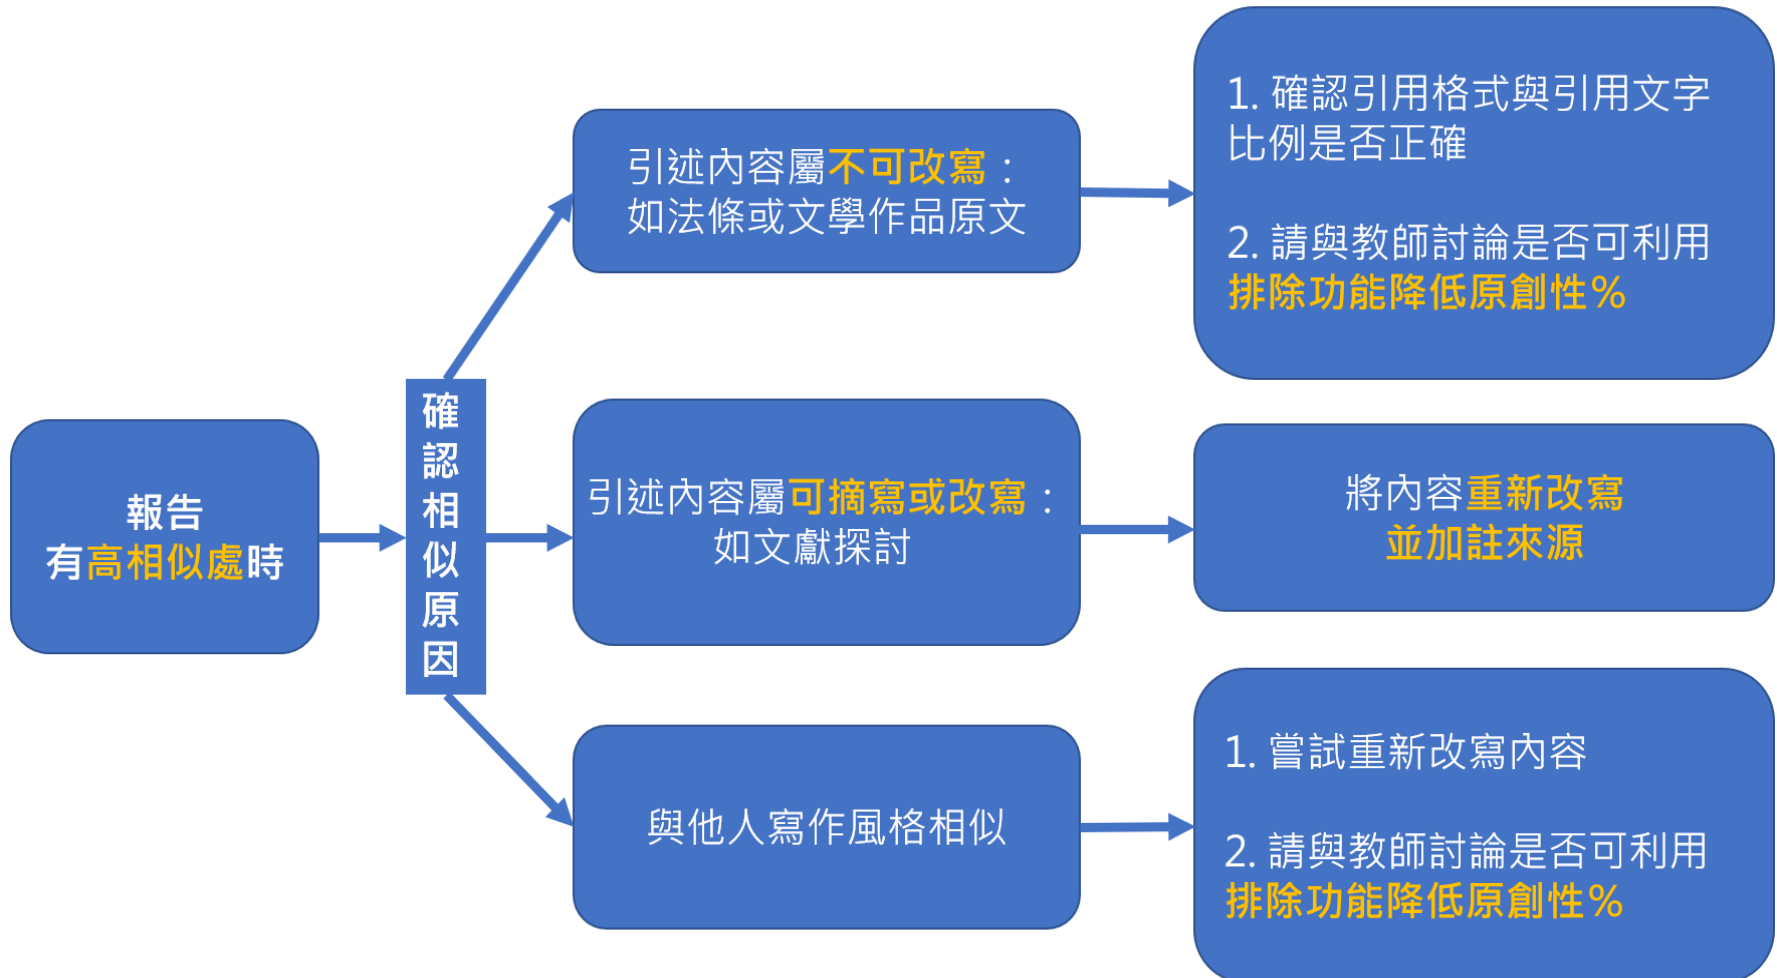 報告
有高相似處時
確
認
相
似
原
因
引述內容屬不可改寫：
如法條或文學作品原文
1. 確認引用格式與引用文字
比例是否正確
2. 請與教師討論是否可利用
排除功能降低原創性%
引述內容屬可摘寫或改寫：
如文獻探討
將內容重新改寫
並加註來源
與他人寫作風格相似
1. 嘗試重新改寫內容
2. 請與教師討論是否可利用
排除功能降低原創性%